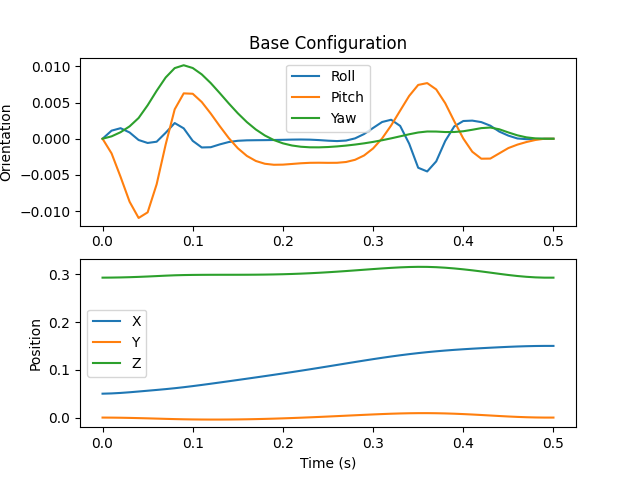 Base Configuration
Orientation
0.010
0.005
0.000
−0.005
−0.010
Roll
Pitch
Yaw
0.0 0.1 0.2 0.3 0.4 0.5
Position
0.3
0.2
0.1
0.0
X
Y
Z
0.0 0.1 0.2 0.3 0.4 0.5
Time (s)